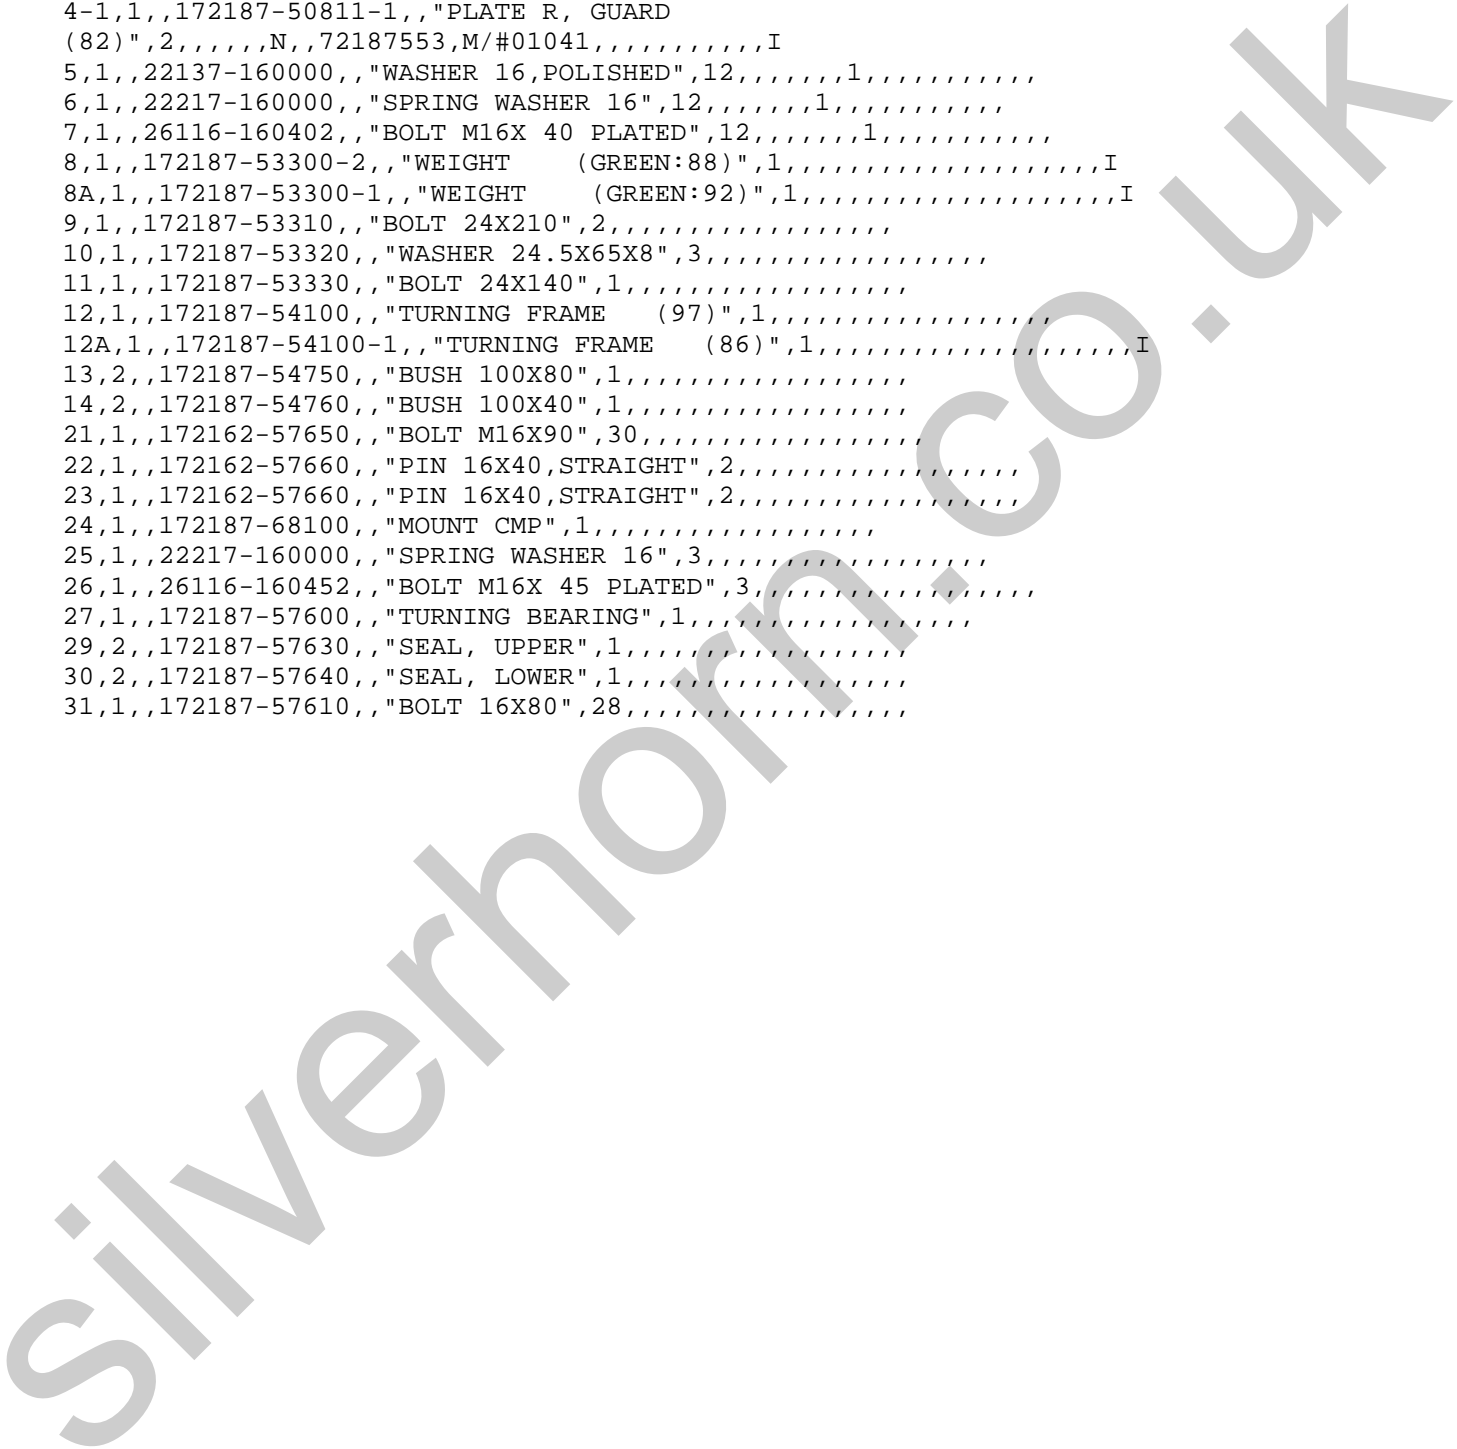 4-1,1,,172187-50811-1,,"PLATE R, GUARD
(82)",2,,,,,,N,,72187553,M/#01041,,,,,,,,,,,I
5,1,,22137-160000,,"WASHER 16,POLISHED",12,,,,,,,1,,,,,,,,,,,
6,1,,22217-160000,,"SPRING WASHER 16",12,,,,,,,1,,,,,,,,,,,
7,1,,26116-160402,,"BOLT M16X 40 PLATED",12,,,,,,,1,,,,,,,,,,,
8,1,,172187-53300-2,,"WEIGHT    (GREEN:88)",1,,,,,,,,,,,,,,,,,,,,I
8A,1,,172187-53300-1,,"WEIGHT    (GREEN:92)",1,,,,,,,,,,,,,,,,,,,,I
9,1,,172187-53310,,"BOLT 24X210",2,,,,,,,,,,,,,,,,,,
10,1,,172187-53320,,"WASHER 24.5X65X8",3,,,,,,,,,,,,,,,,,,
11,1,,172187-53330,,"BOLT 24X140",1,,,,,,,,,,,,,,,,,,
12,1,,172187-54100,,"TURNING FRAME   (97)",1,,,,,,,,,,,,,,,,,,
12A,1,,172187-54100-1,,"TURNING FRAME   (86)",1,,,,,,,,,,,,,,,,,,,,I
13,2,,172187-54750,,"BUSH 100X80",1,,,,,,,,,,,,,,,,,,
14,2,,172187-54760,,"BUSH 100X40",1,,,,,,,,,,,,,,,,,,
21,1,,172162-57650,,"BOLT M16X90",30,,,,,,,,,,,,,,,,,,
22,1,,172162-57660,,"PIN 16X40,STRAIGHT",2,,,,,,,,,,,,,,,,,,
23,1,,172162-57660,,"PIN 16X40,STRAIGHT",2,,,,,,,,,,,,,,,,,,
24,1,,172187-68100,,"MOUNT CMP",1,,,,,,,,,,,,,,,,,,
25,1,,22217-160000,,"SPRING WASHER 16",3,,,,,,,,,,,,,,,,,,
26,1,,26116-160452,,"BOLT M16X 45 PLATED",3,,,,,,,,,,,,,,,,,,
27,1,,172187-57600,,"TURNING BEARING",1,,,,,,,,,,,,,,,,,,
29,2,,172187-57630,,"SEAL, UPPER",1,,,,,,,,,,,,,,,,,,
30,2,,172187-57640,,"SEAL, LOWER",1,,,,,,,,,,,,,,,,,,
31,1,,172187-57610,,"BOLT 16X80",28,,,,,,,,,,,,,,,,,,
silverhorn.co.uk